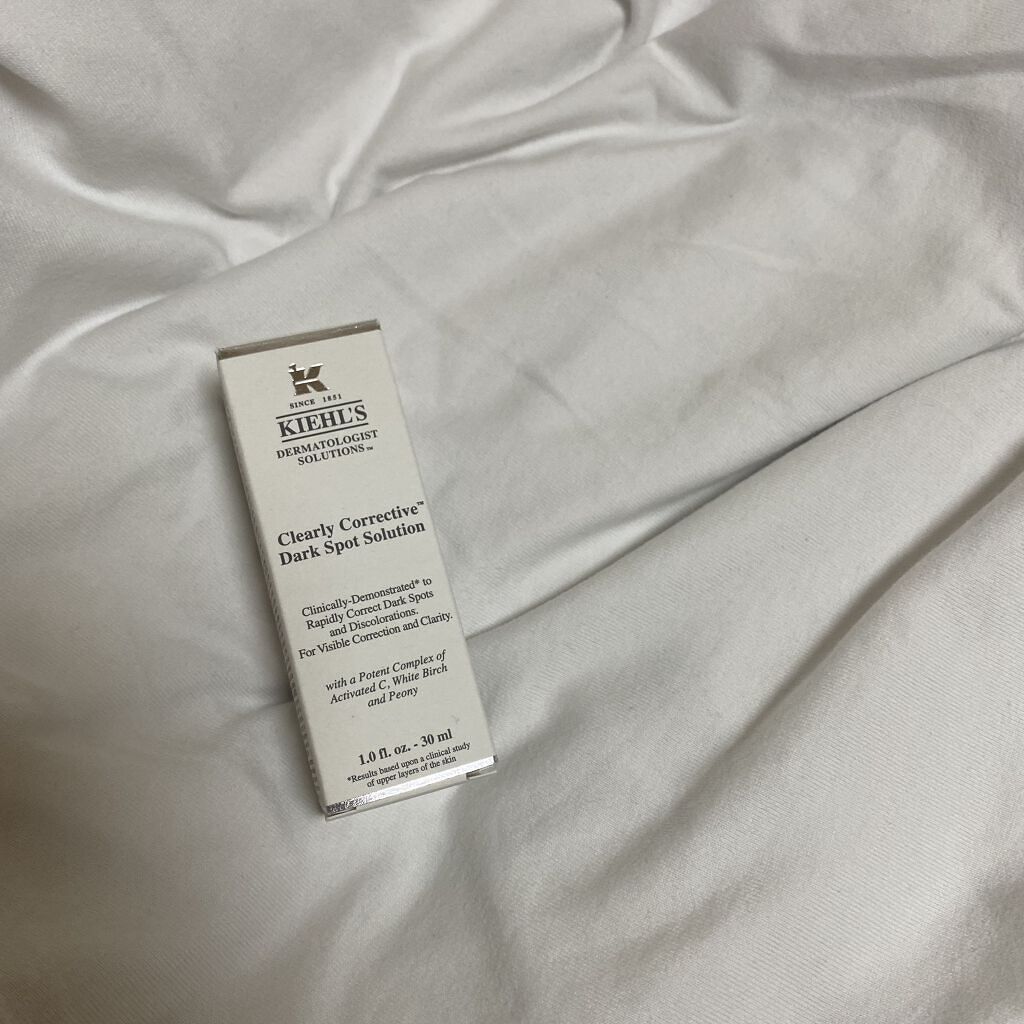 K
SINCE 1851
KIEHL'S
DERMATOLOGIST
SOLUTIONS™
Clearly Corrective™
Dark Spot Solution
Clinically-Demonstrated* to
Rapidly Correct Dark Spots
and Discolorations.
For Visible Correction and Clarity.
with a Potent Complex of
Activated C, White Birch
and Peony
1.0 fl. oz. - 30 ml
*Results based upon a clinical study
of upper layers of the skin